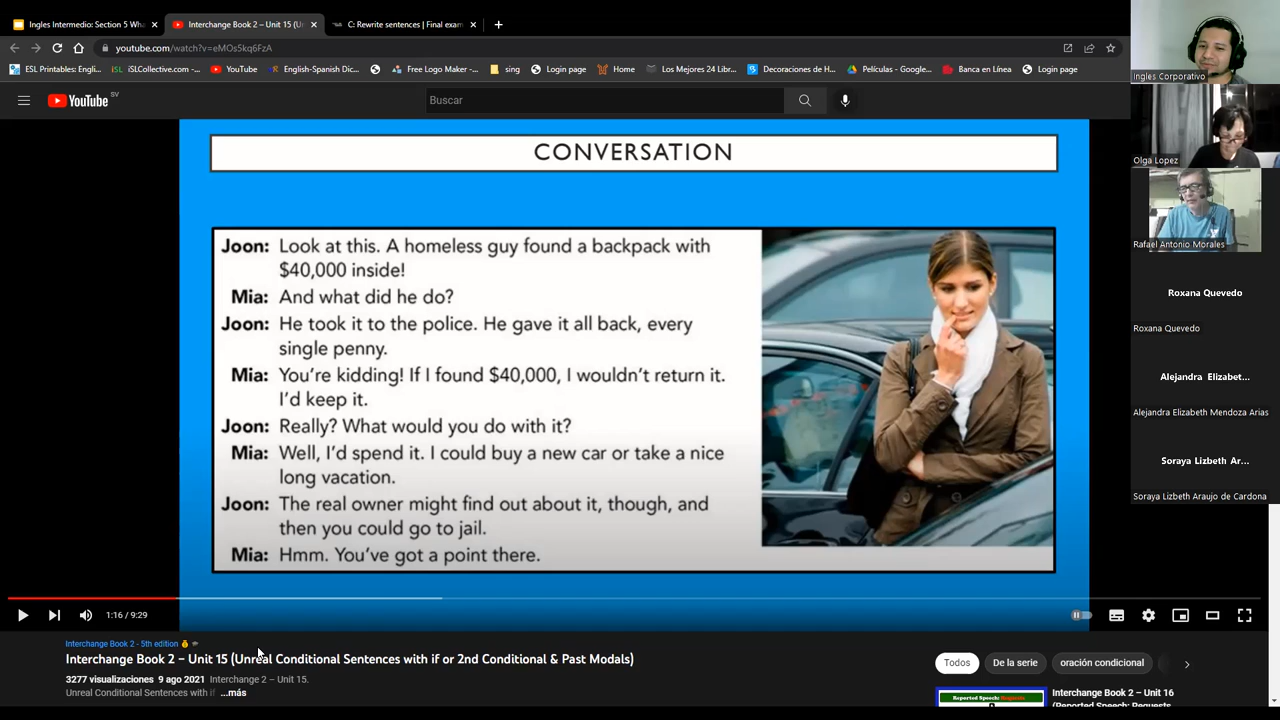 Ingles Intermedio: Section 5 Wha
Interchange Book 2 – Unit 15 (U
C: Rewrite sentences | Final exam
youtube.com/watch?v=eMOs5kq6FzA
ESL Printables: Engli...
iSLCollective.com -...
YouTube
English-Spanish Dic...
Free Logo Maker -...
sing
Login page
Home
Los Mejores 24 Libr...
Decoraciones de H...
Películas - Google...
Banca en Línea
Login page
YouTube SV
Buscar
CONVERSATION
Joon: Look at this. A homeless guy found a backpack with
$40,000 inside!
Mia: And what did he do?
Joon: He took it to the police. He gave it all back, every
single penny.
Mia: You're kidding! If I found $40,000, I wouldn't return it.
I'd keep it.
Joon: Really? What would you do with it?
Mia: Well, I'd spend it. I could buy a new car or take a nice
long vacation.
Joon: The real owner might find out about it, though, and
then you could go to jail.
Mia: Hmm. You've got a point there.
1:16 / 9:29
Interchange Book 2 - 5th edition
Interchange Book 2 – Unit 15 (Unreal Conditional Sentences with if or 2nd Conditional & Past Modals)
3277 visualizaciones 9 ago 2021 Interchange 2 – Unit 15.
Unreal Conditional Sentences with if ...más
Todos
De la serie
oración condicional
Reported Speech: Requests
Interchange Book 2 – Unit 16
(Reported Speech: Requests
Ingles Corporativo
Olga Lopez
Rafael Antonio Morales
Roxana Quevedo
Roxana Quevedo
Alejandra Elizabet...
Alejandra Elizabeth Mendoza Arias
Soraya Lizbeth Ar...
Soraya Lizbeth Araujo de Cardona